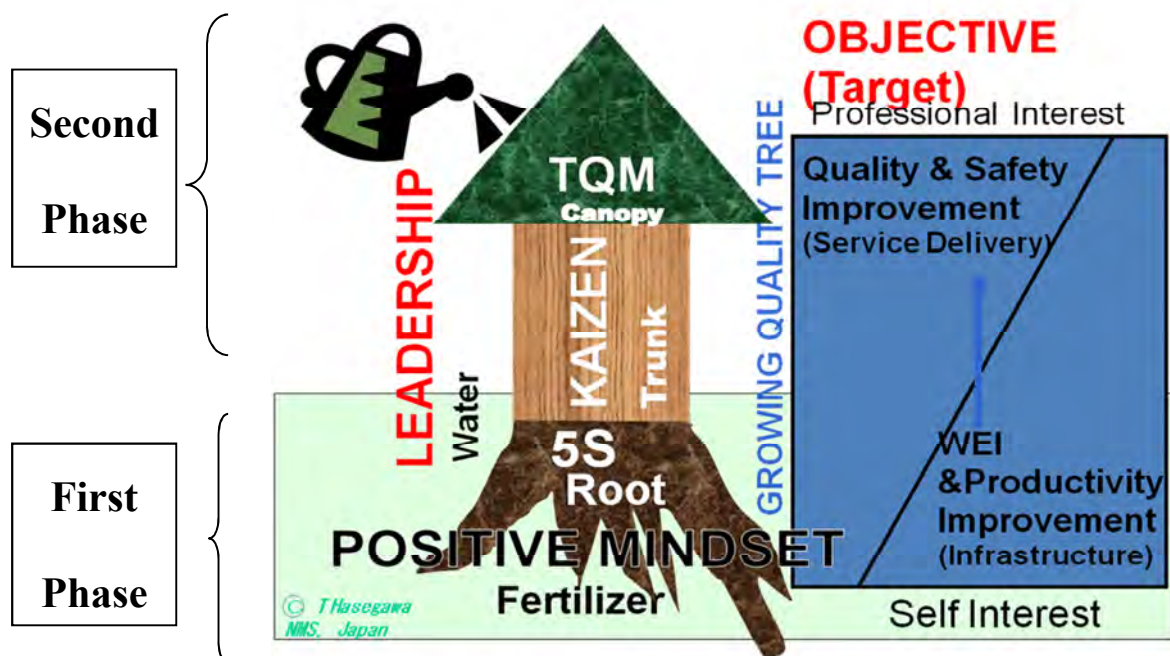 Second
Phase
First
Phase
LEADERSHIP
Water
TQM
Canopy
KAIZEN
Trunk
5S
Root
POSITIVE MINDSET
Fertilizer
© THasegawa
NMS, Japan
GROWING QUALITY TREE
OBJECTIVE
(Target)
Professional Interest
Quality & Safety
Improvement
(Service Delivery)
WEI
&Productivity
Improvement
(Infrastructure)
Self Interest